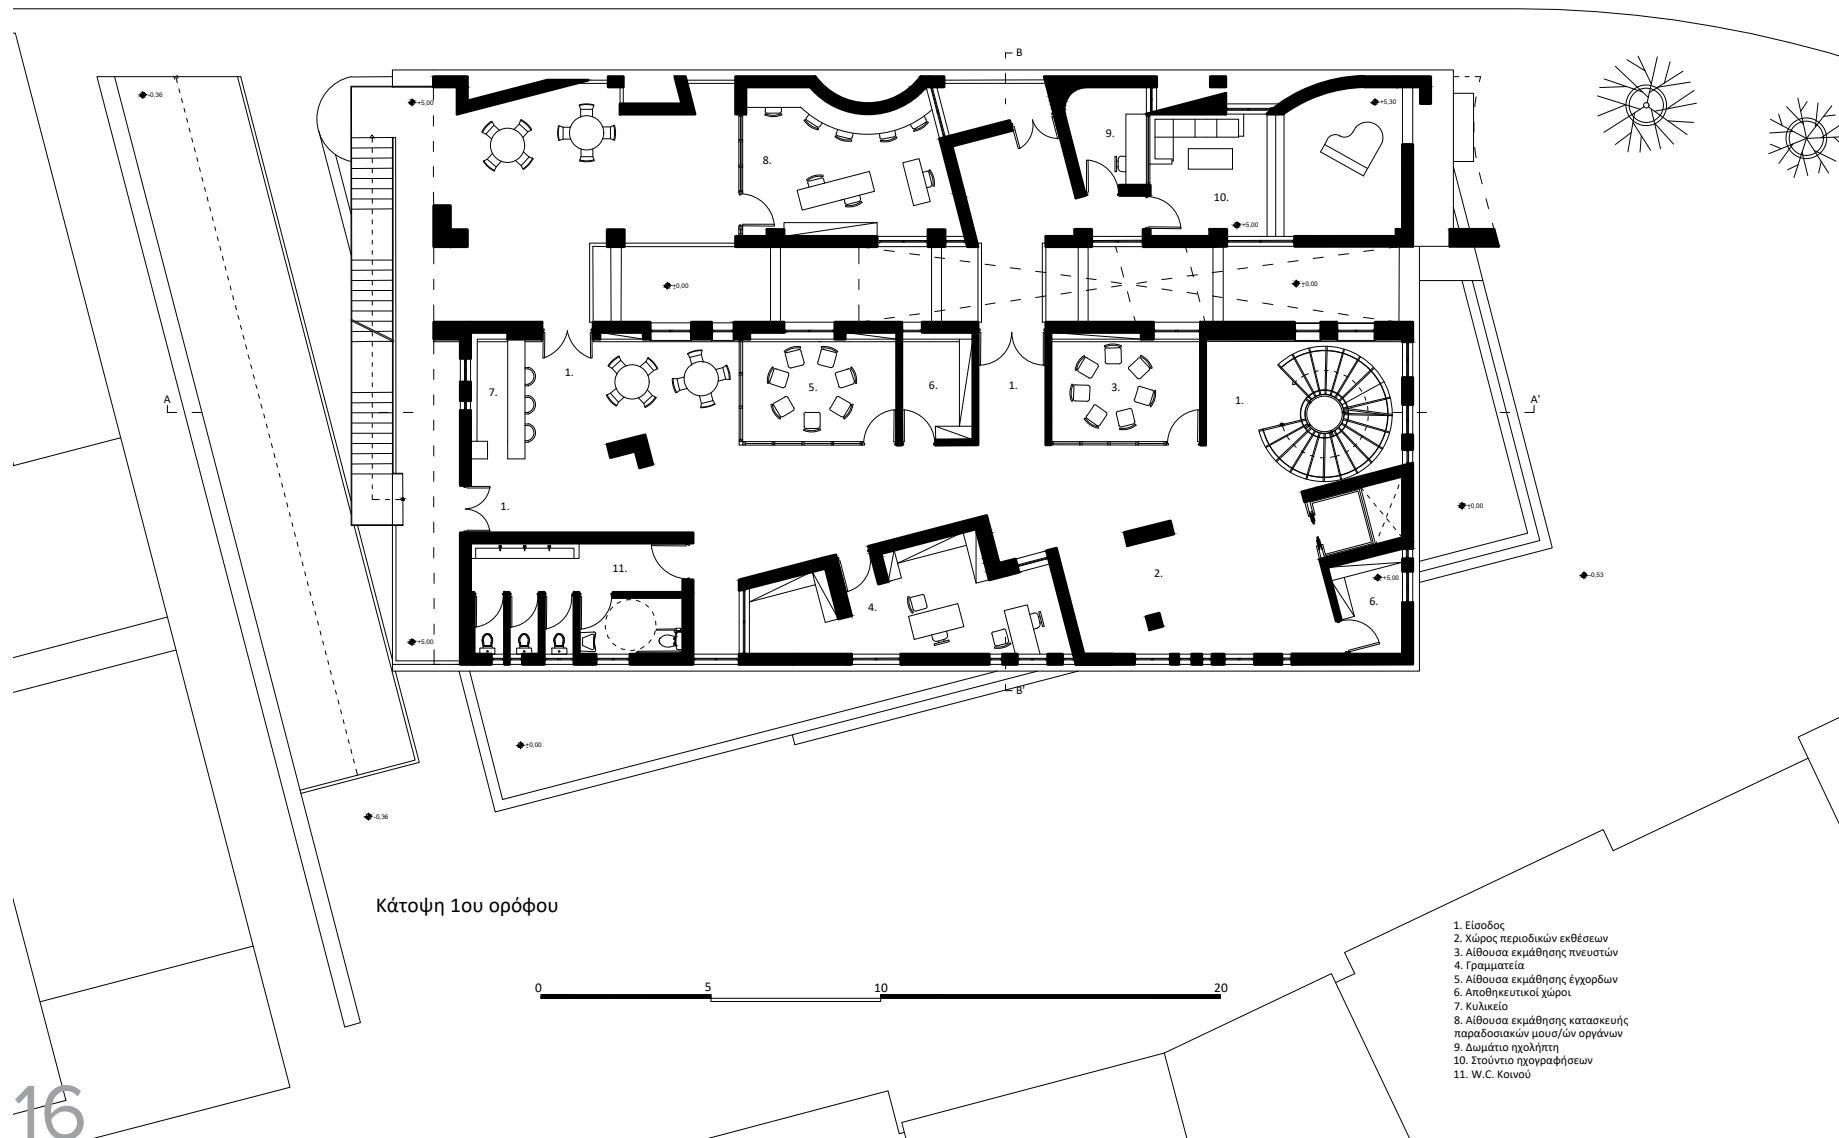 B
-0,36
+5,00
+5,30
9.
8.
10.
+5,00
±0,00
±0,00
1.
7.
5.
6.
1.
3.
1.
A
A'
1.
±0,00
11.
2.
-0,53
+5,00
4.
6.
+5,00
B'
±0,00
-0,36
Κάτοψη 1ου ορόφου
0 5 10 20
1. Είσοδος
2. Χώρος περιοδικών εκθέσεων
3. Αίθουσα εκμάθησης πνευστών
4. Γραμματεία
5. Αίθουσα εκμάθησης έγχορδων
6. Αποθηκευτικοί χώροι
7. Κυλικείο
8. Αίθουσα εκμάθησης κατασκευής
παραδοσιακών μουσ/ών οργάνων
9. Δωμάτιο ηχολήπτη
10. Στούντιο ηχογραφήσεων
11. W.C. Κοινού
16